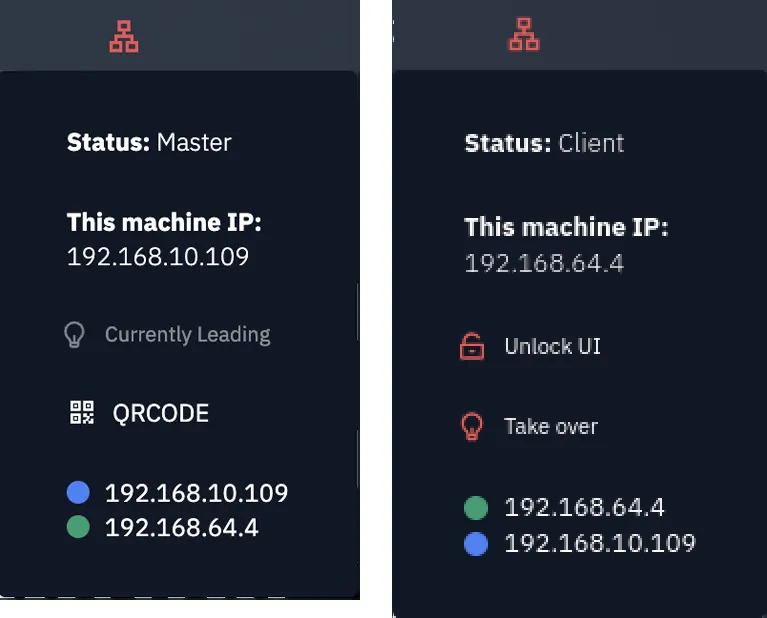 Status: Master
This machine IP:
192.168.10.109
Currently Leading
QRCODE
192.168.10.109
192.168.64.4
Status: Client
This machine IP:
192.168.64.4
Unlock UI
Take over
192.168.64.4
192.168.10.109